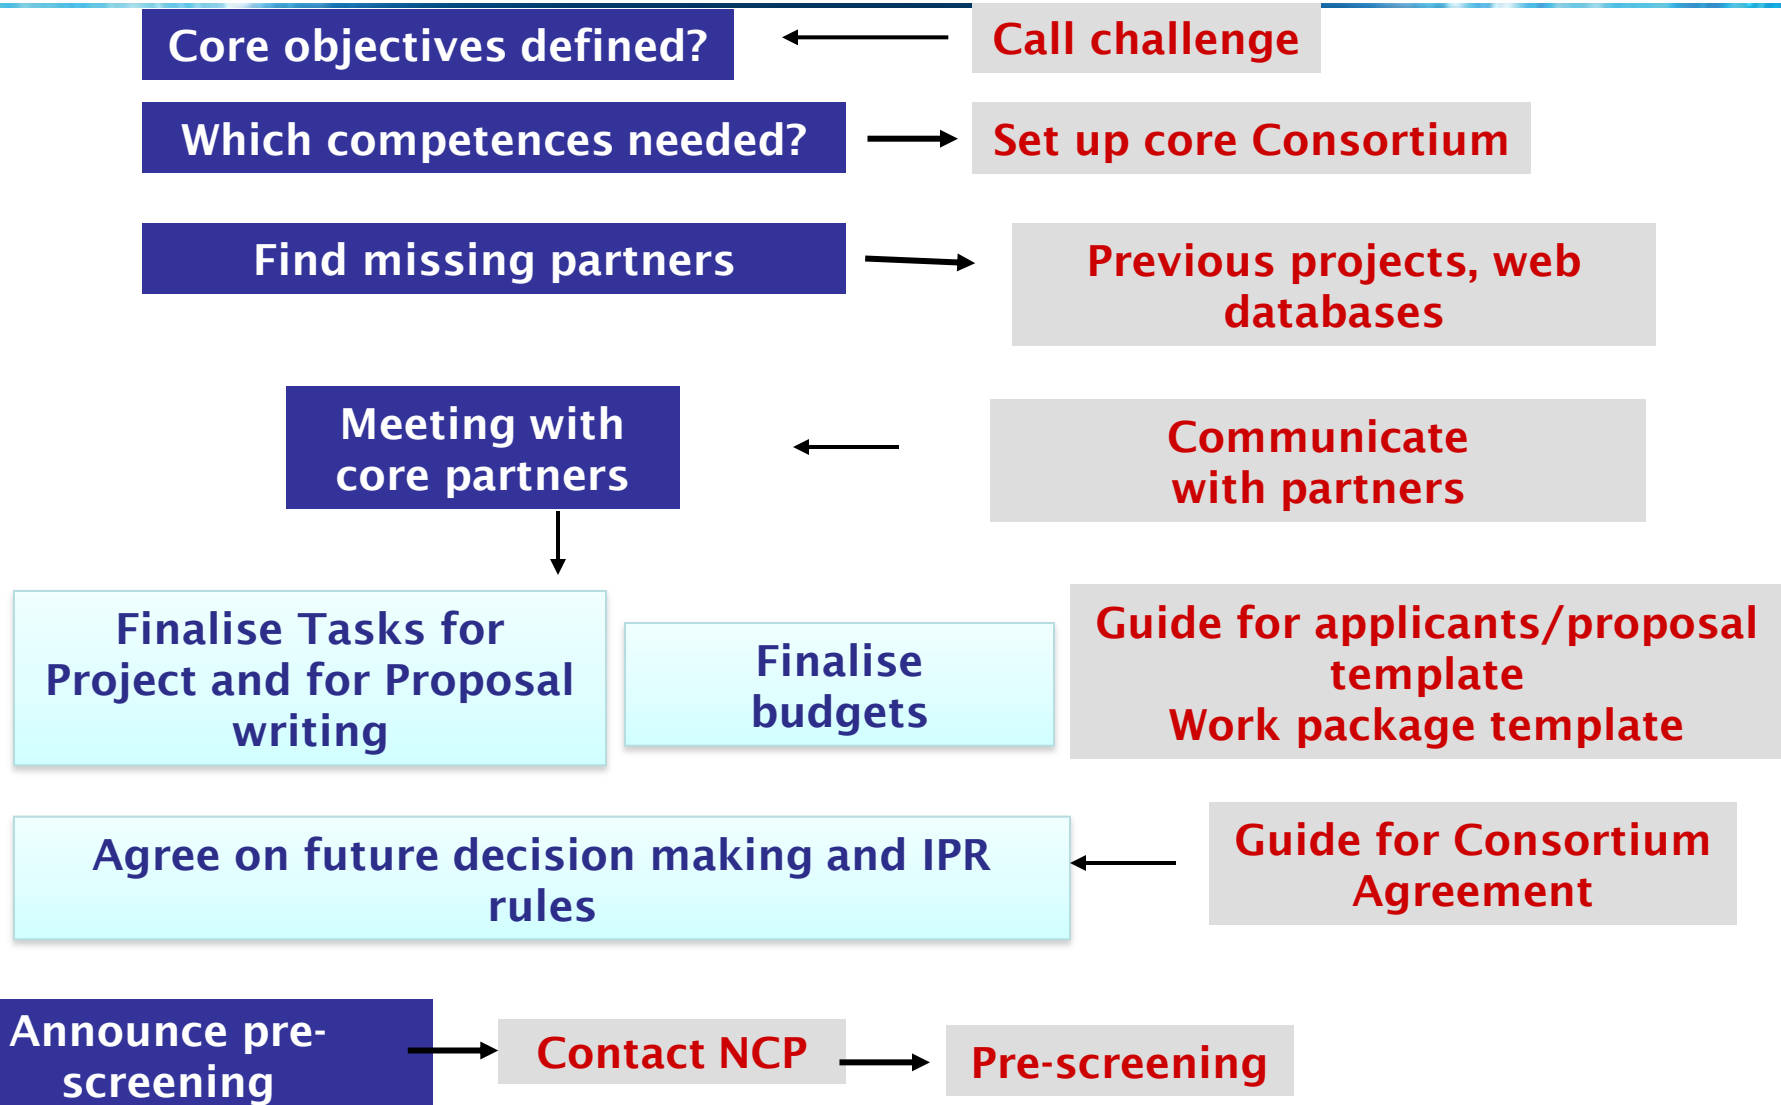 Core objectives defined?
Call challenge
Which competences needed?
Set up core Consortium
Find missing partners
Previous projects, web
databases
Meeting with
core partners
Communicate
with partners
Finalise Tasks for
Project and for Proposal
writing
Finalise
budgets
Guide for applicants/proposal
template
Work package template
Agree on future decision making and IPR
rules
Guide for Consortium
Agreement
Announce pre-
screening
Contact NCP
Pre-screening